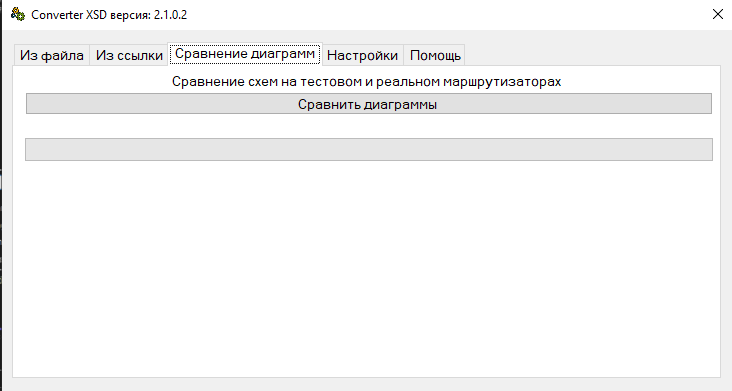 Converter XSD версия: 2.1.0.2
Из файла Из ссылки Сравнение диаграмм Настройки Помощь
Сравнение схем на тестовом и реальном маршрутизаторах
Сравнить диаграммы